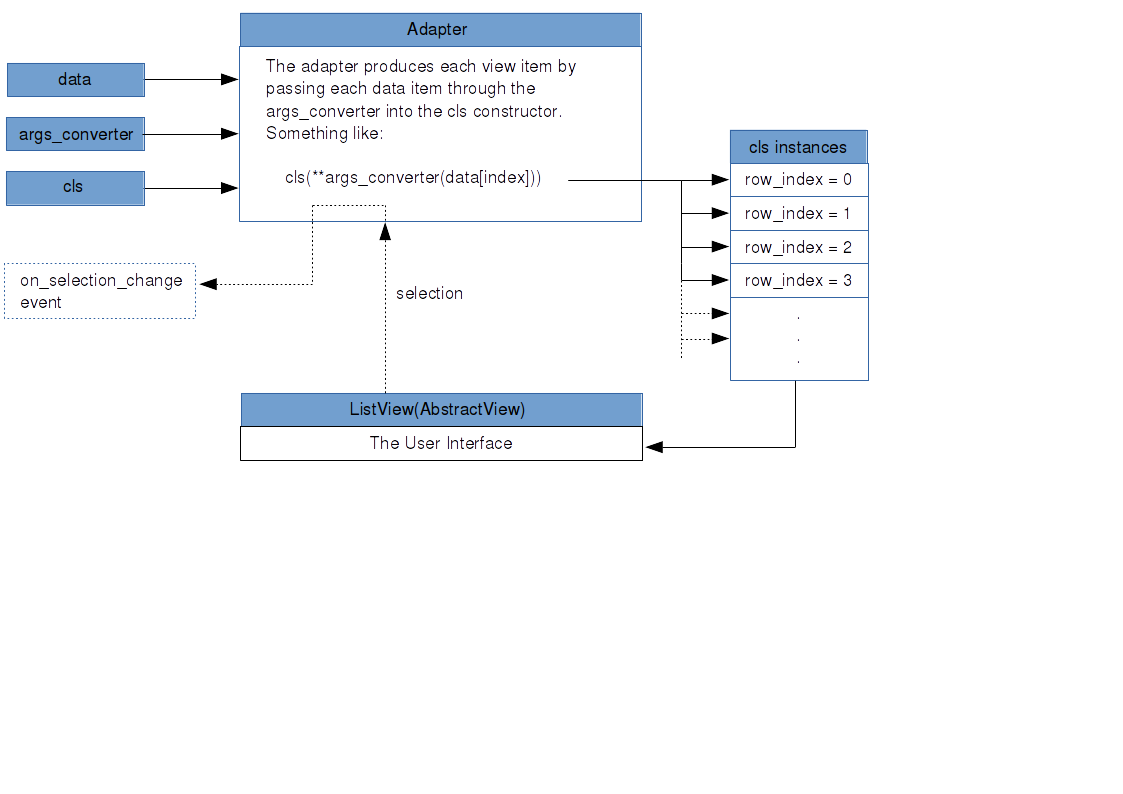 Adapter
data
args_converter
cls
The adapter produces each view item by
passing each data item through the
args_converter into the cls constructor.
Something like:
cls(**args_converter(data[index]))
cls instances
row_index = 0
row_index = 1
row_index = 2
row_index = 3
.
.
.
on_selection_change
event
selection
ListView(AbstractView)
The User Interface